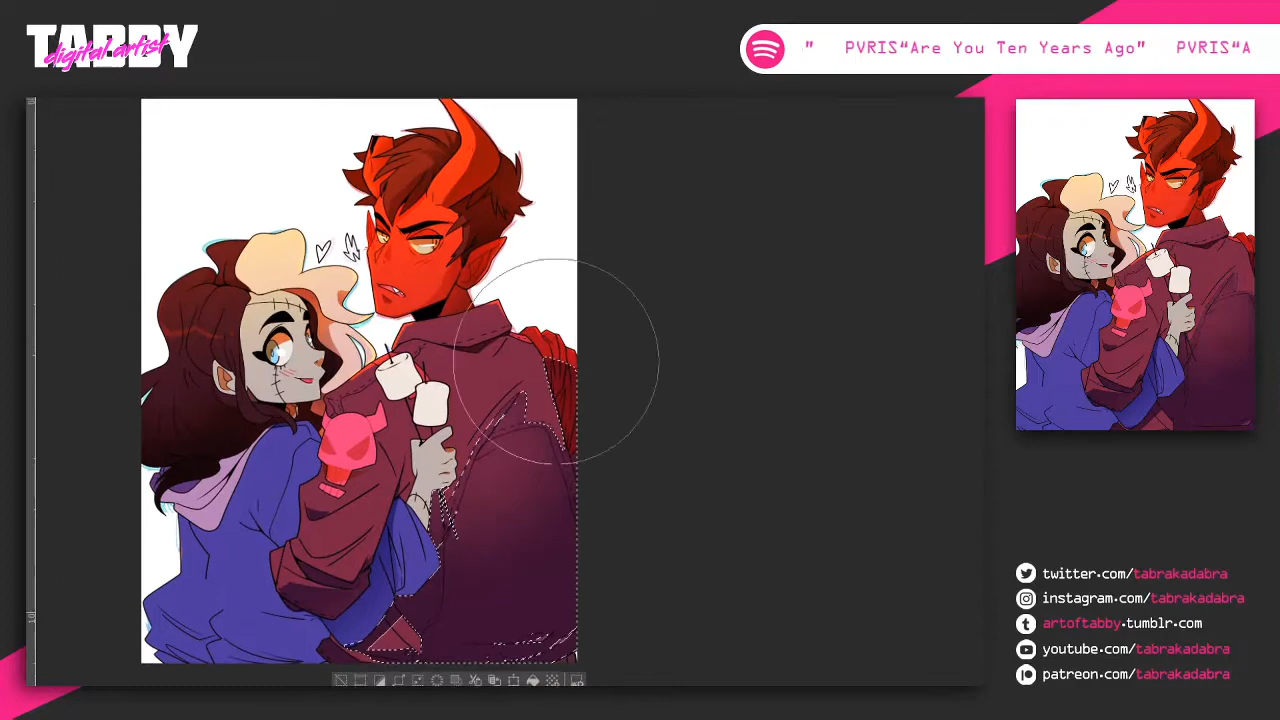 TABBY
digital artist
" PVRIS“Are You Ten Years Ago" PVRIS“A
twitter.com/tabrakadabra
instagram.com/tabrakadabra
artoftabby.tumblr.com
youtube.com/tabrakadabra
patreon.com/tabrakadabra